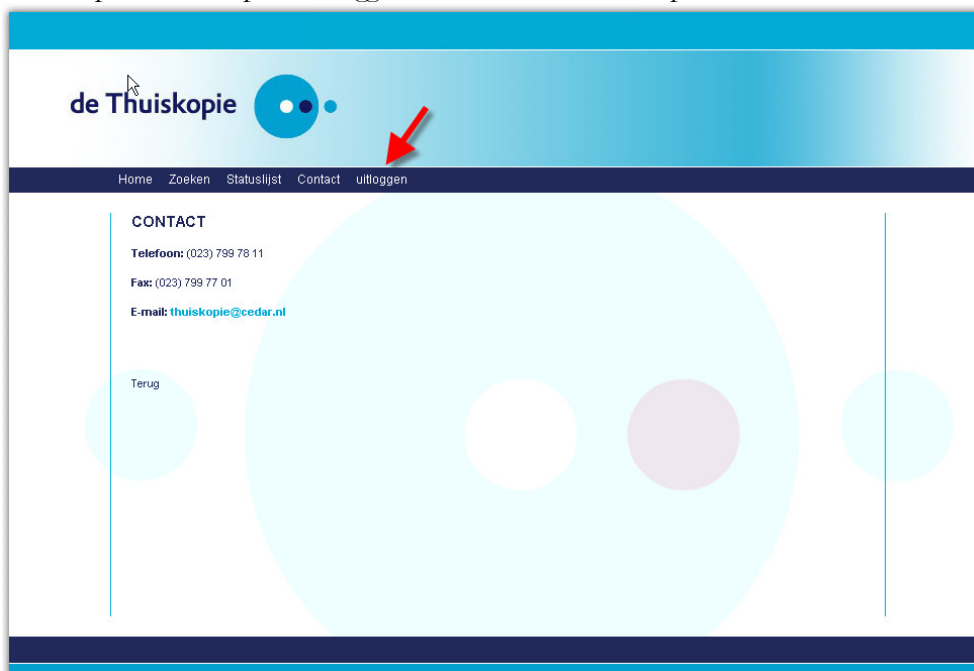 de Thuiskopie
Home Zoeken Statuslijst Contact uitloggen
CONTACT
Telefoon: (023) 799 78 11
Fax: (023) 799 77 01
E-mail: thuiskopie@cedar.nl
Terug